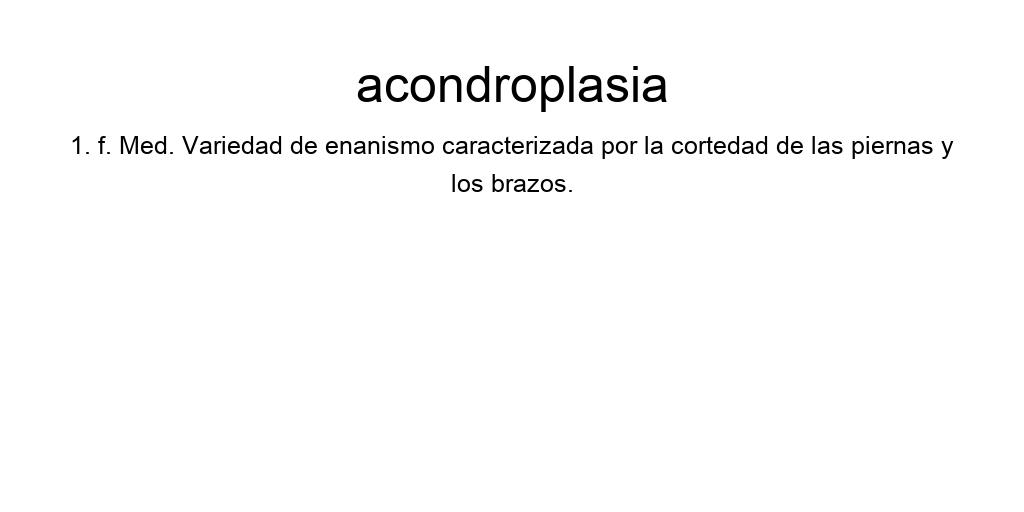 acondroplasia
1. f. Med. Variedad de enanismo caracterizada por la cortedad de las piernas y
los brazos.